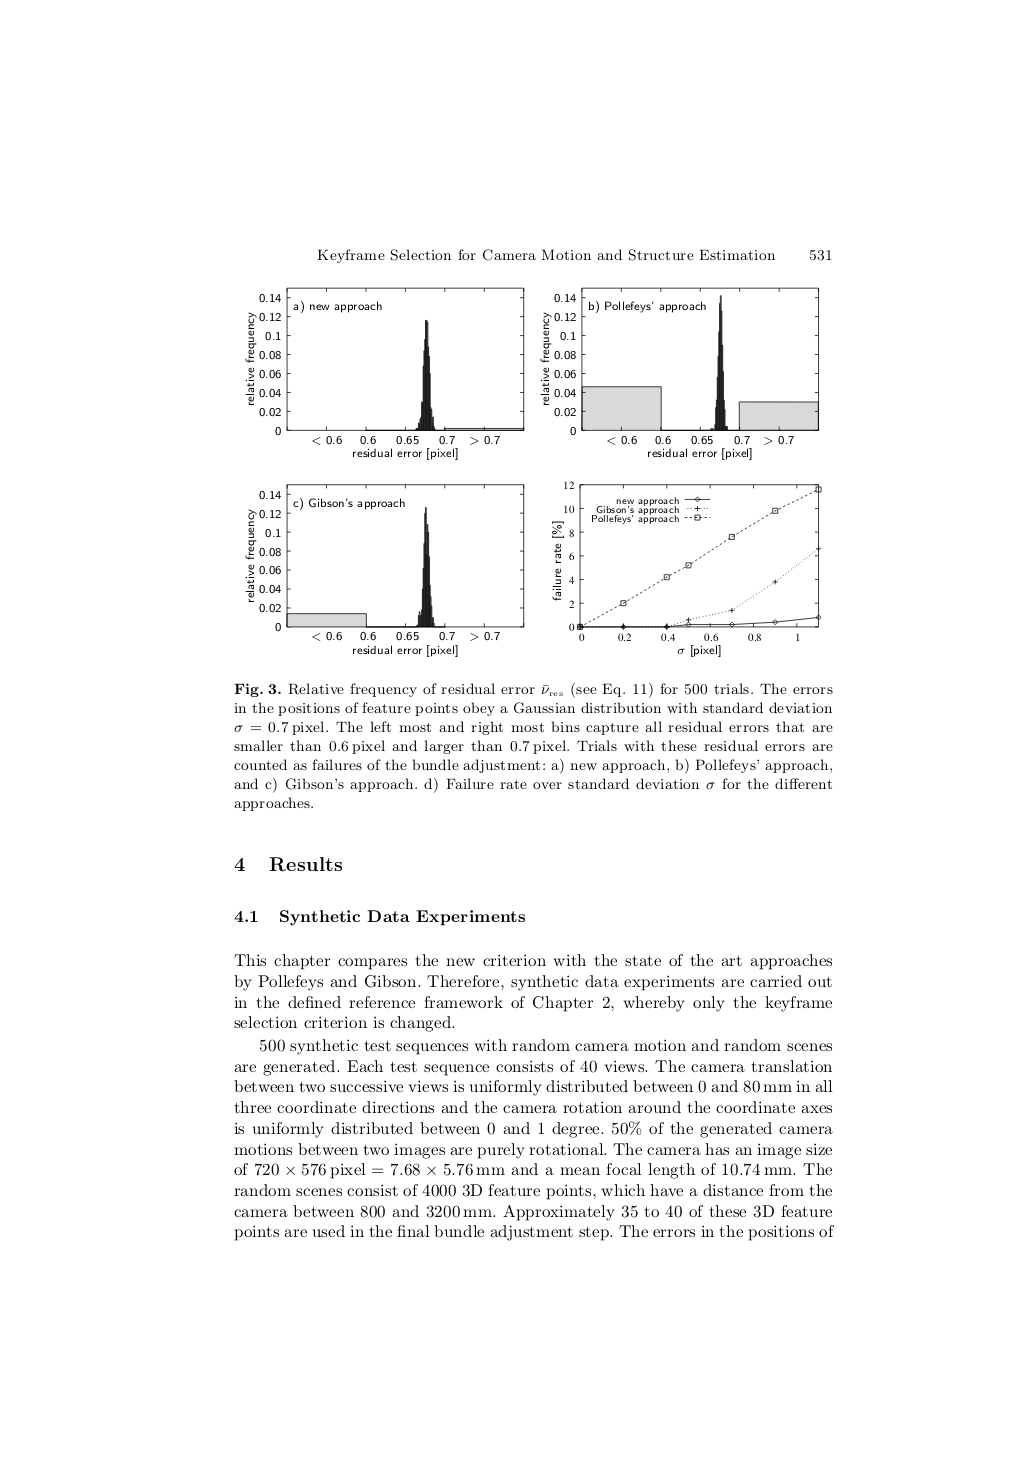 Keyframe Selection for Camera Motion and Structure Estimation 531
0.14
0.12
0.1
0.08
0.06
0.04
0.02
0
relative frequency
a) new approach
< 0.6 0.6 0.65 0.7 > 0.7
residual error [pixel]
0.14
0.12
0.1
0.08
0.06
0.04
0.02
0
relative frequency
b) Pollefeys' approach
< 0.6 0.6 0.65 0.7 > 0.7
residual error [pixel]
0.14
0.12
0.1
0.08
0.06
0.04
0.02
0
relative frequency
c) Gibson's approach
< 0.6 0.6 0.65 0.7 > 0.7
residual error [pixel]
12
10
8
6
4
2
0
failure rate [%]
new approach
Gibson's approach
Pollefeys' approach
0 0.2 0.4 0.6 0.8 1
σ [pixel]
Fig. 3. Relative frequency of residual error ν̄res (see Eq. 11) for 500 trials. The errors
in the positions of feature points obey a Gaussian distribution with standard deviation
σ = 0.7 pixel. The left most and right most bins capture all residual errors that are
smaller than 0.6 pixel and larger than 0.7 pixel. Trials with these residual errors are
counted as failures of the bundle adjustment: a) new approach, b) Pollefeys' approach,
and c) Gibson's approach. d) Failure rate over standard deviation σ for the different
approaches.
4 Results
4.1 Synthetic Data Experiments
This chapter compares the new criterion with the state of the art approaches
by Pollefeys and Gibson. Therefore, synthetic data experiments are carried out
in the defined reference framework of Chapter 2, whereby only the keyframe
selection criterion is changed.
500 synthetic test sequences with random camera motion and random scenes
are generated. Each test sequence consists of 40 views. The camera translation
between two successive views is uniformly distributed between 0 and 80 mm in all
three coordinate directions and the camera rotation around the coordinate axes
is uniformly distributed between 0 and 1 degree. 50% of the generated camera
motions between two images are purely rotational. The camera has an image size
of 720 × 576 pixel = 7.68 × 5.76 mm and a mean focal length of 10.74 mm. The
random scenes consist of 4000 3D feature points, which have a distance from the
camera between 800 and 3200 mm. Approximately 35 to 40 of these 3D feature
points are used in the final bundle adjustment step. The errors in the positions of